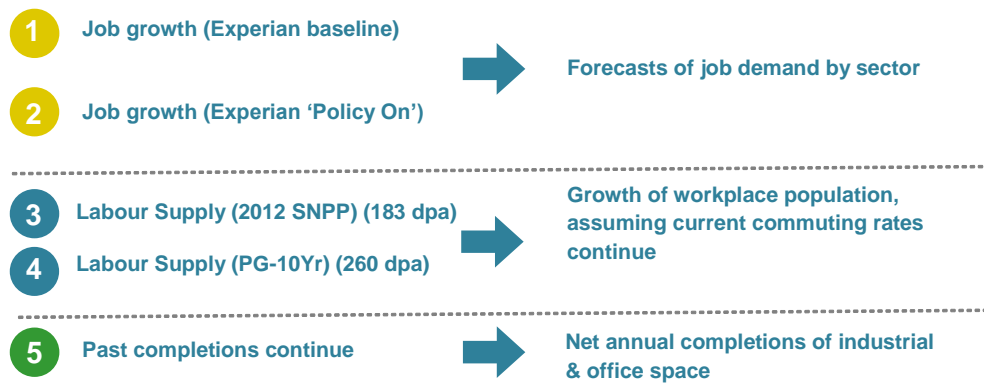 1 Job growth (Experian baseline)
2 Job growth (Experian ‘Policy On’)
Forecasts of job demand by sector
3 Labour Supply (2012 SNPP) (183 dpa)
4 Labour Supply (PG-10Yr) (260 dpa)
Growth of workplace population,
assuming current commuting rates
continue
5 Past completions continue
Net annual completions of industrial
& office space